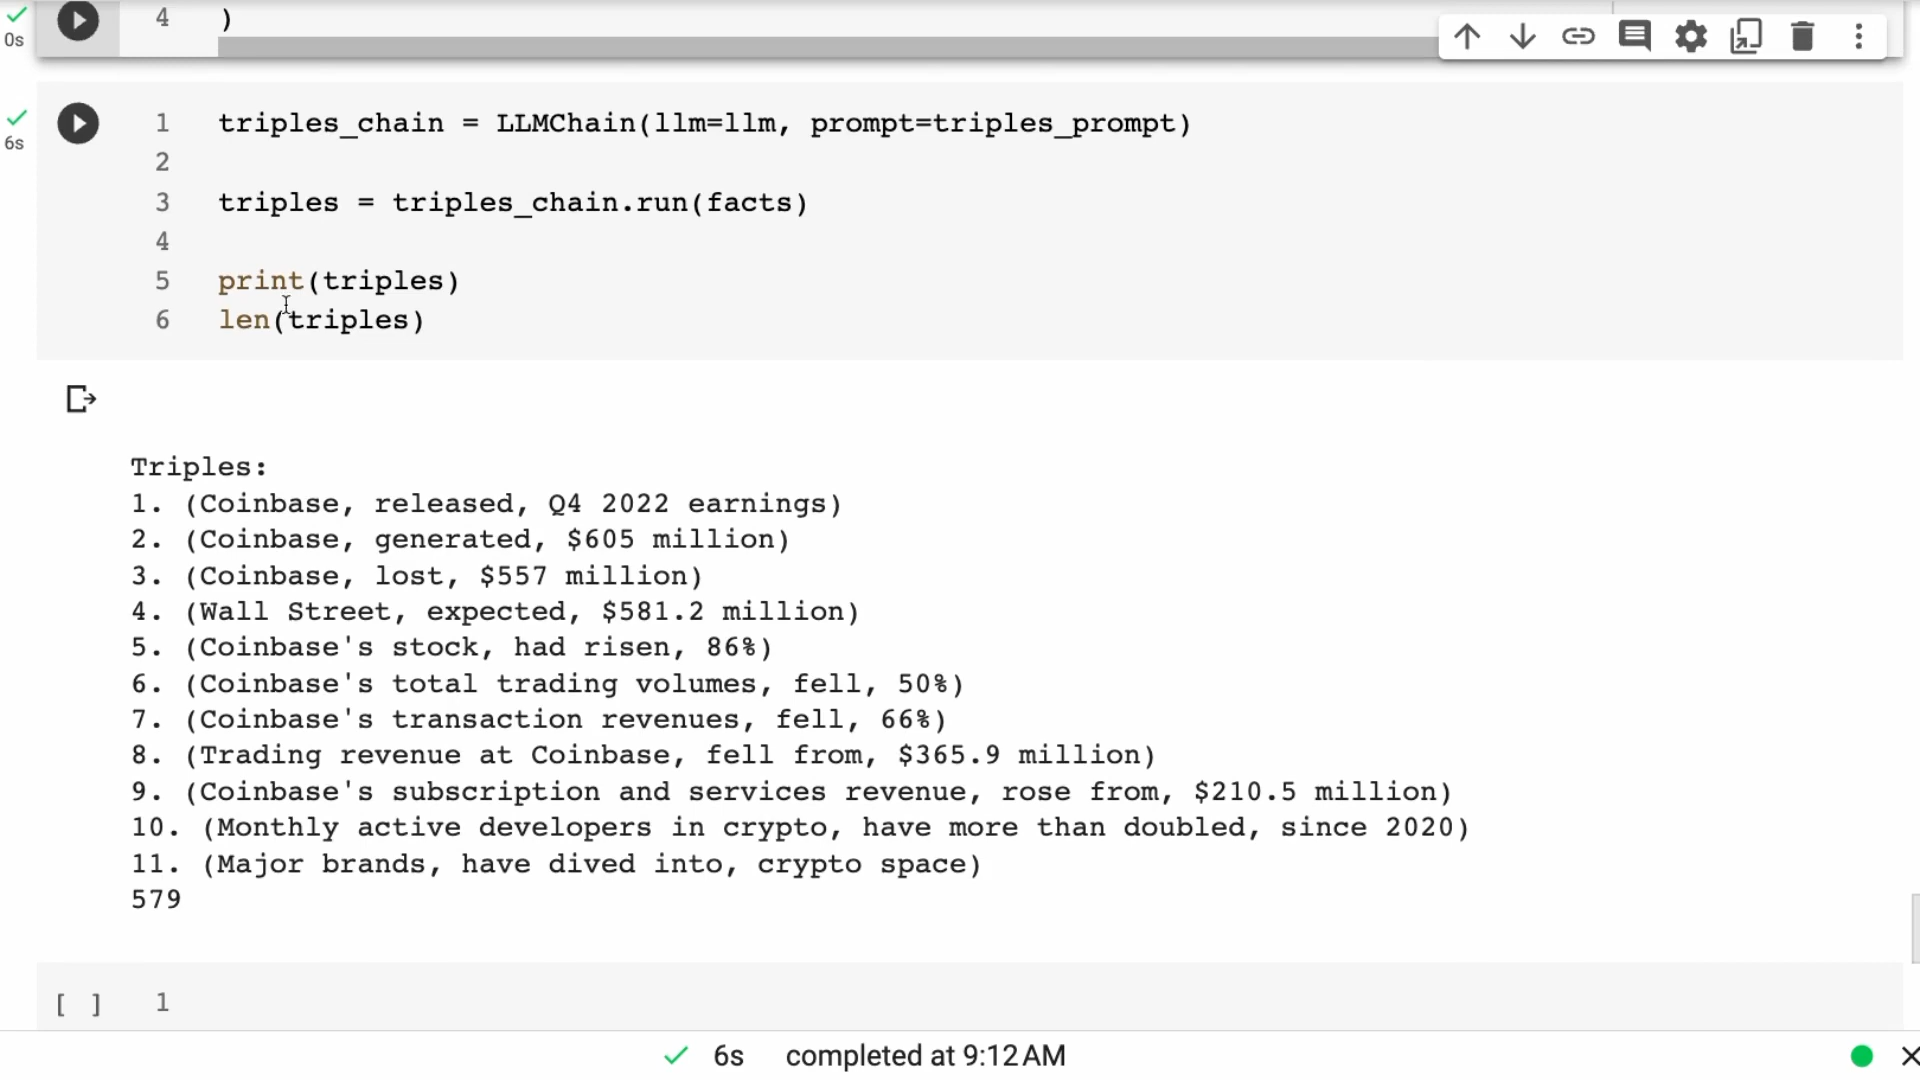 4 )
0s
6s
1 triples_chain = LLMChain(llm=llm, prompt=triples_prompt)
2
3 triples = triples_chain.run(facts)
4
5 print(triples)
6 len(triples)
Triples:
1. (Coinbase, released, Q4 2022 earnings)
2. (Coinbase, generated, $605 million)
3. (Coinbase, lost, $557 million)
4. (Wall Street, expected, $581.2 million)
5. (Coinbase's stock, had risen, 86%)
6. (Coinbase's total trading volumes, fell, 50%)
7. (Coinbase's transaction revenues, fell, 66%)
8. (Trading revenue at Coinbase, fell from, $365.9 million)
9. (Coinbase's subscription and services revenue, rose from, $210.5 million)
10. (Monthly active developers in crypto, have more than doubled, since 2020)
11. (Major brands, have dived into, crypto space)
579
[ ] 1
6s completed at 9:12 AM